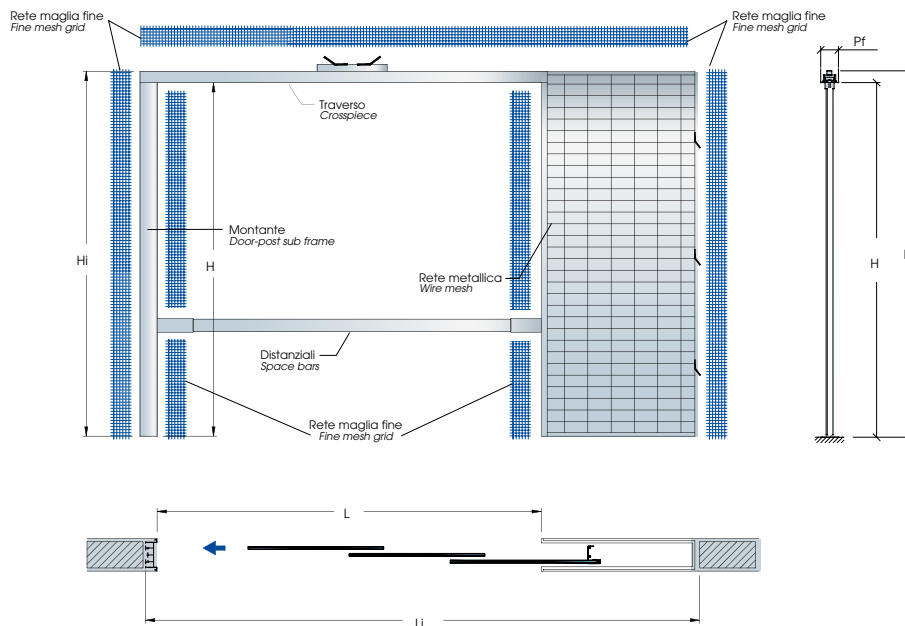 Rete maglia fine
Fine mesh grid
Rete maglia fine
Fine mesh grid
Pf
Traverso
Crosspiece
Montante
Door-post sub frame
Hi
H
Rete metallica
Wire mesh
H
Distanziali
Space bars
Rete maglia fine
Fine mesh grid
L
Li